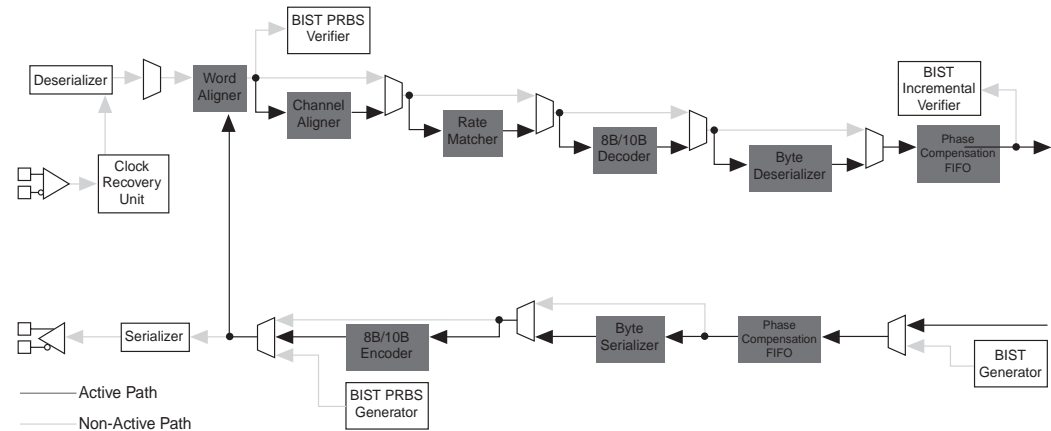 BIST PRBS
Verifier
Deserializer
Word
Aligner
BIST
Incremental
Verifier
Channel
Aligner
Rate
Matcher
8B/10B
Decoder
Byte
Deserializer
Phase
Compensation
FIFO
Clock
Recovery
Unit
Serializer
8B/10B
Encoder
Byte
Serializer
Phase
Compensation
FIFO
BIST
Generator
BIST PRBS
Generator
Active Path
Non-Active Path